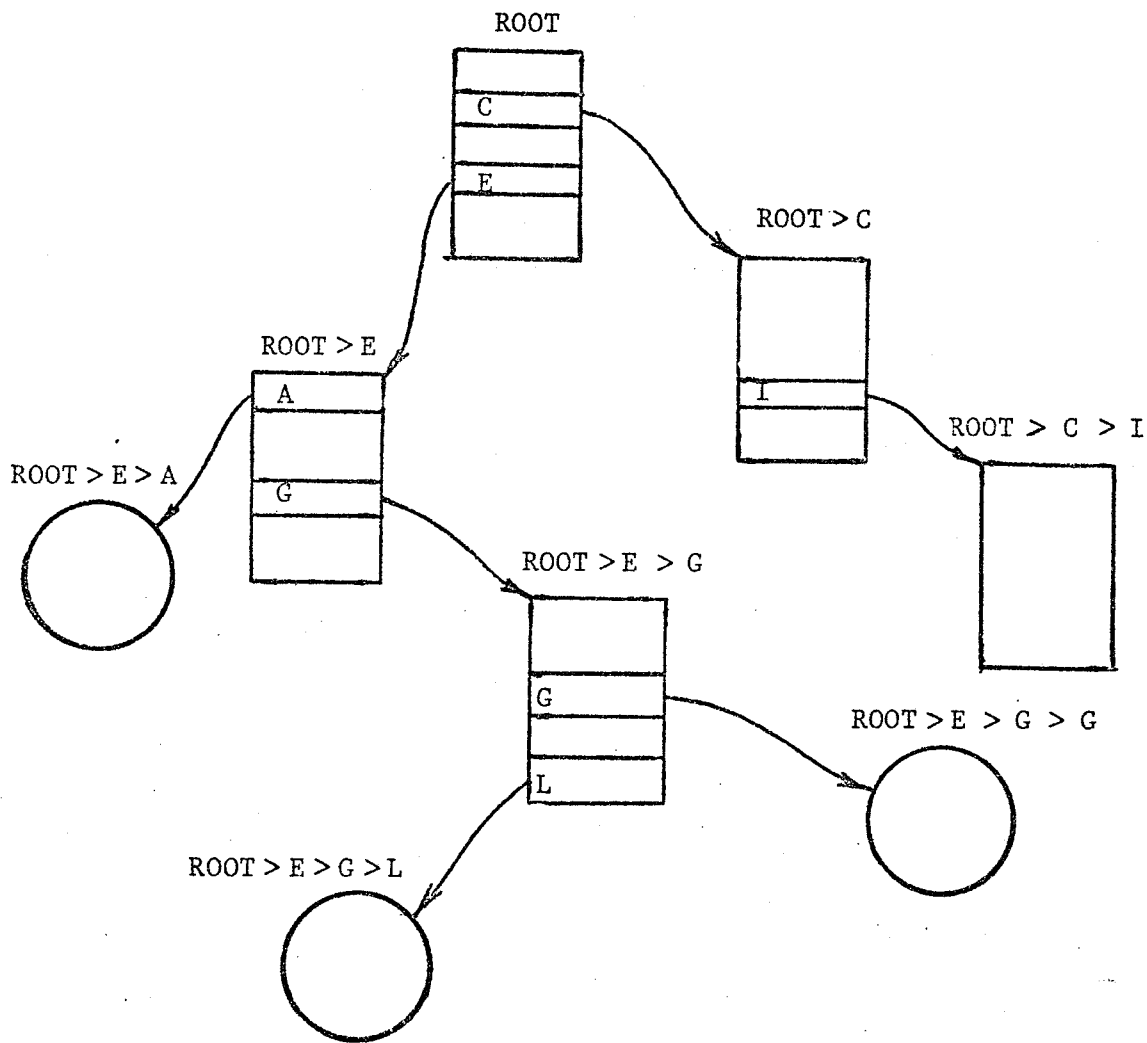 ROOT
C
E
ROOT > C
I
ROOT > E
A
G
ROOT > C > I
ROOT > E > A
ROOT > E > G
G
L
ROOT > E > G > G
ROOT > E > G > L